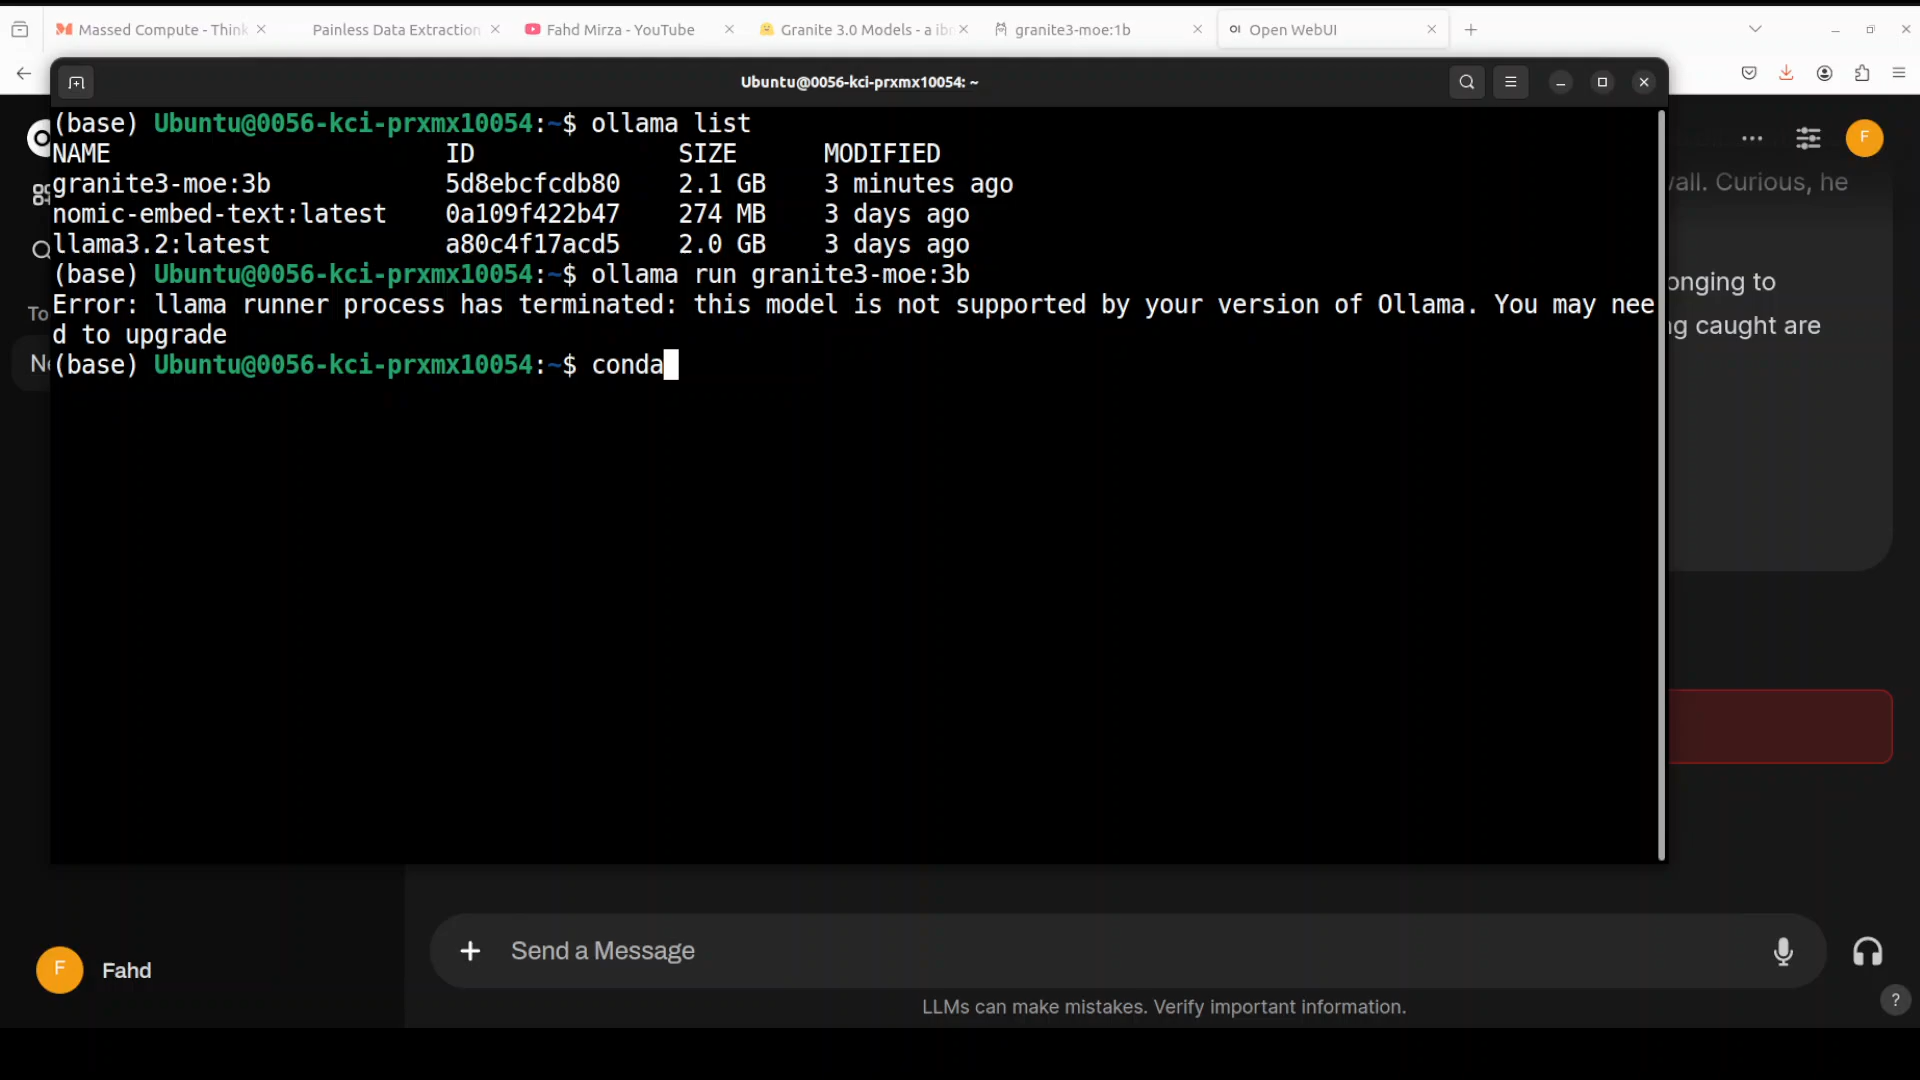 Massed Compute - Think
Painless Data Extraction
Fahd Mirza - YouTube
Granite 3.0 Models - a ibm
granite3-moe:1b
OI Open WebUI
Ubuntu@0056-kci-prxmx10054: ~
(base) Ubuntu@0056-kci-prxmx10054:~$ ollama list
NAME ID SIZE MODIFIED
granite3-moe:3b 5d8ebcfcdb80 2.1 GB 3 minutes ago
nomic-embed-text:latest 0a109f422b47 274 MB 3 days ago
llama3.2:latest a80c4f17acd5 2.0 GB 3 days ago
(base) Ubuntu@0056-kci-prxmx10054:~$ ollama run granite3-moe:3b
Error: llama runner process has terminated: this model is not supported by your version of Ollama. You may nee
d to upgrade
(base) Ubuntu@0056-kci-prxmx10054:~$ conda
F
vall. Curious, he
onging to
g caught are
To
Ne
Send a Message
F Fahd
LLMs can make mistakes. Verify important information.
?